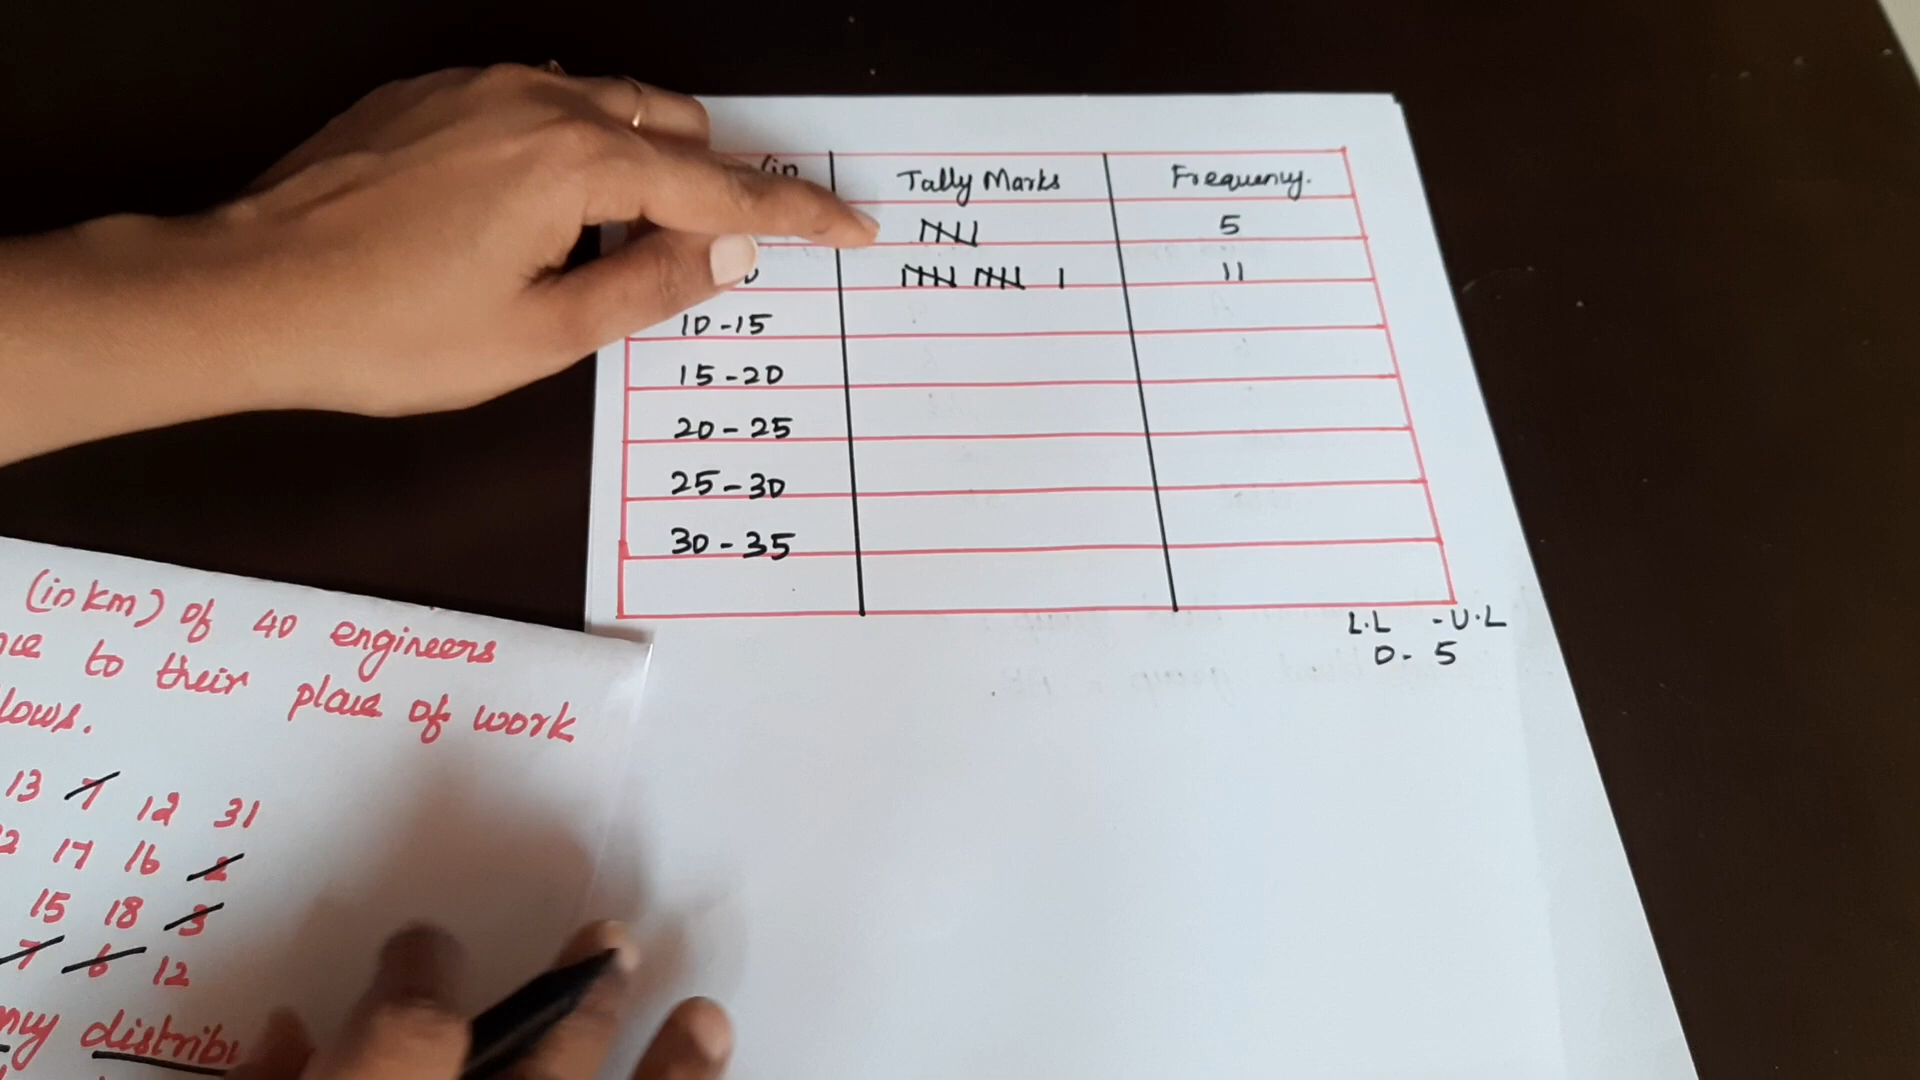 (in Tally Marks Frequency.
5
11
10-15
15-20
20-25
25-30
30-35
L.L - U.L
0- 5
(in km) of 40 engineers
to their place of work
13 7 12 31
17 16 2
15 18 3
7 6 12